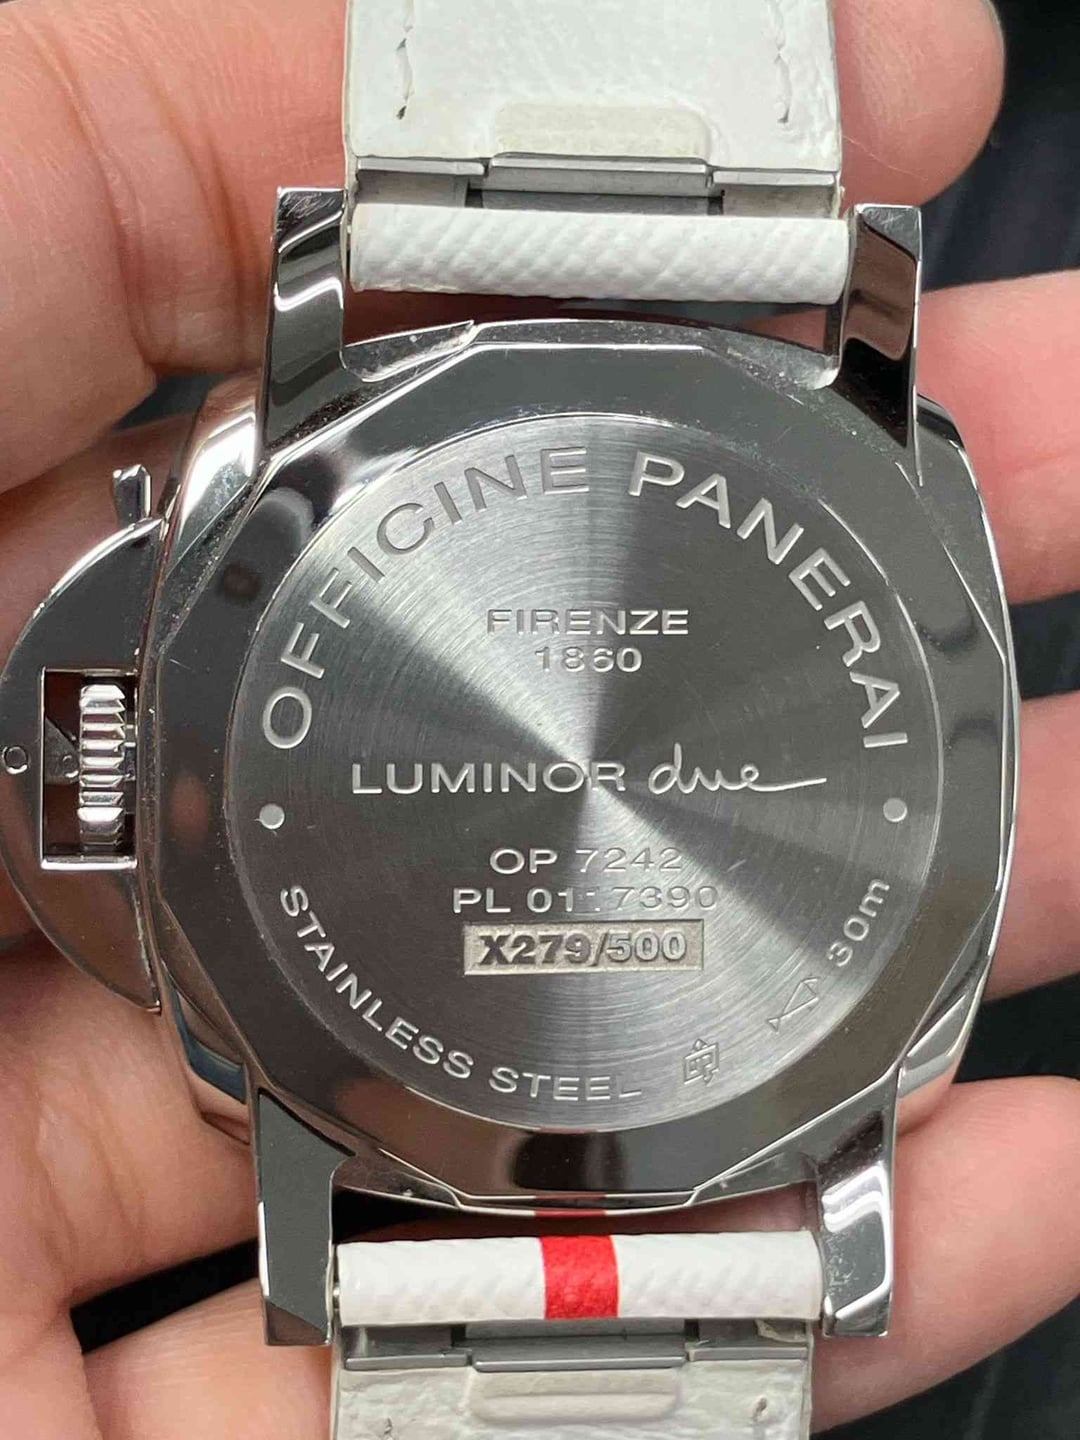 OFFICINE PANERAI
FIRENZE
1860
LUMINOR due
OP 7242
X279/500
STAINLESS STEEL
30m